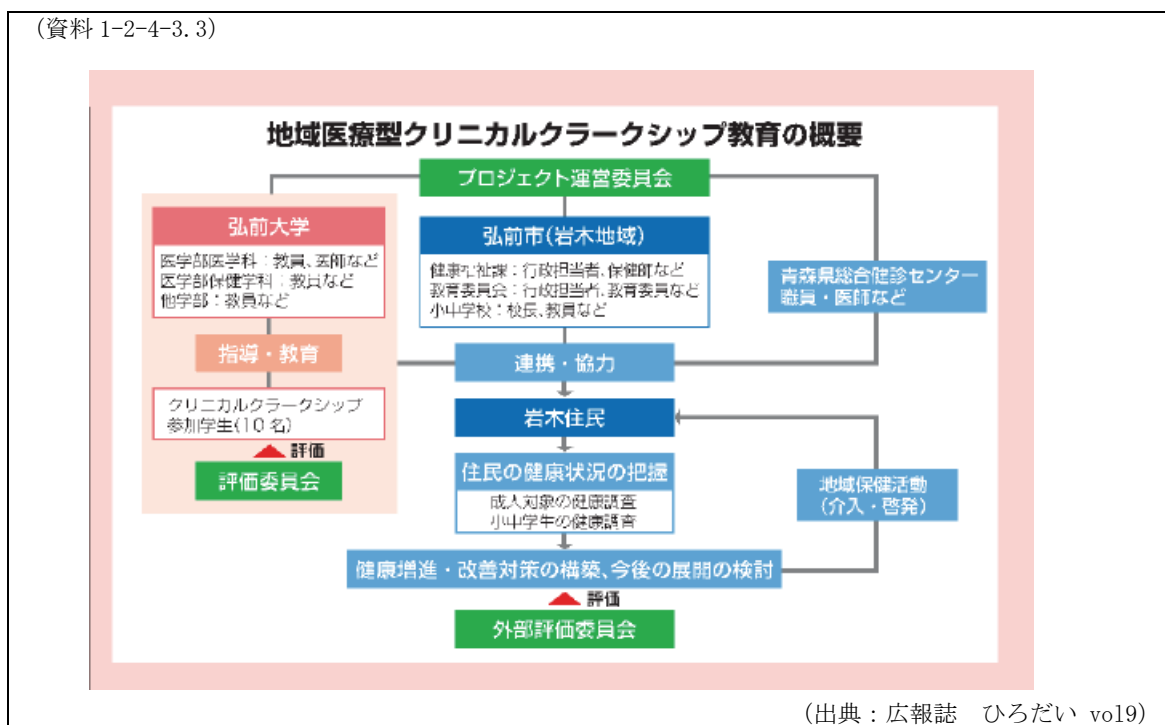 (資料 1-2-4-3.3)
地域医療型クリニカルクラークシップ教育の概要
プロジェクト運営委員会
弘前大学
医学部医学科：教員、医師など
医学部保健学科：教員など
他学部：教員など
指導・教育
クリニカルクラークシップ
参加学生(10名)
評価
評価委員会
弘前市(岩木地域)
健康福祉課：行政担当者、保健師など
教育委員会：行政担当者、教育委員など
小中学校：校長、教員など
青森県総合健診センター
職員・医師など
連携・協力
岩木住民
住民の健康状況の把握
成人対象の健康調査
小中学生の健康調査
地域保健活動
(介入・啓発)
健康増進・改善対策の構築、今後の展開の検討
評価
外部評価委員会
(出典：広報誌　ひろだい vol9)